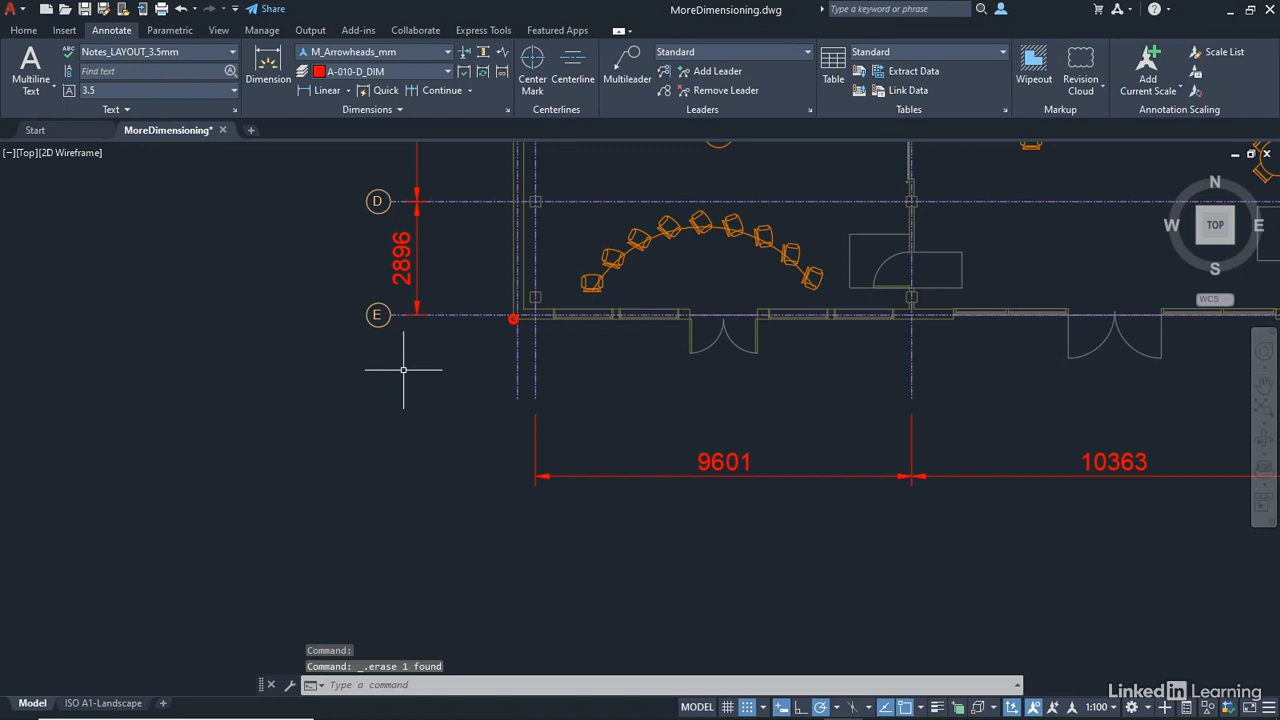 Share
MoreDimensioning.dwg
Type a keyword or phrase
Home Insert Annotate Parametric View Manage Output Add-ins Collaborate Express Tools Featured Apps
Multiline Text
Notes_LAYOUT_3.5mm
Find text
3.5
Text
Dimension
M_Arrowheads_mm
A-010-D_DIM
Linear Quick Continue
Dimensions
Center Mark
Centerline
Centerlines
Multileader
Standard
Add Leader
Remove Leader
Leaders
Table
Standard
Extract Data
Link Data
Tables
Wipeout
Revision Cloud
Markup
Add Current Scale
Scale List
Annotation Scaling
Start MoreDimensioning*
[−][Top][2D Wireframe]
N
W TOP E
S
WCS
D
2896
E
9601 10363
Command:
Command: _.erase 1 found
Type a command
Linked in Learning
Model ISO A1-Landscape
MODEL 1:100